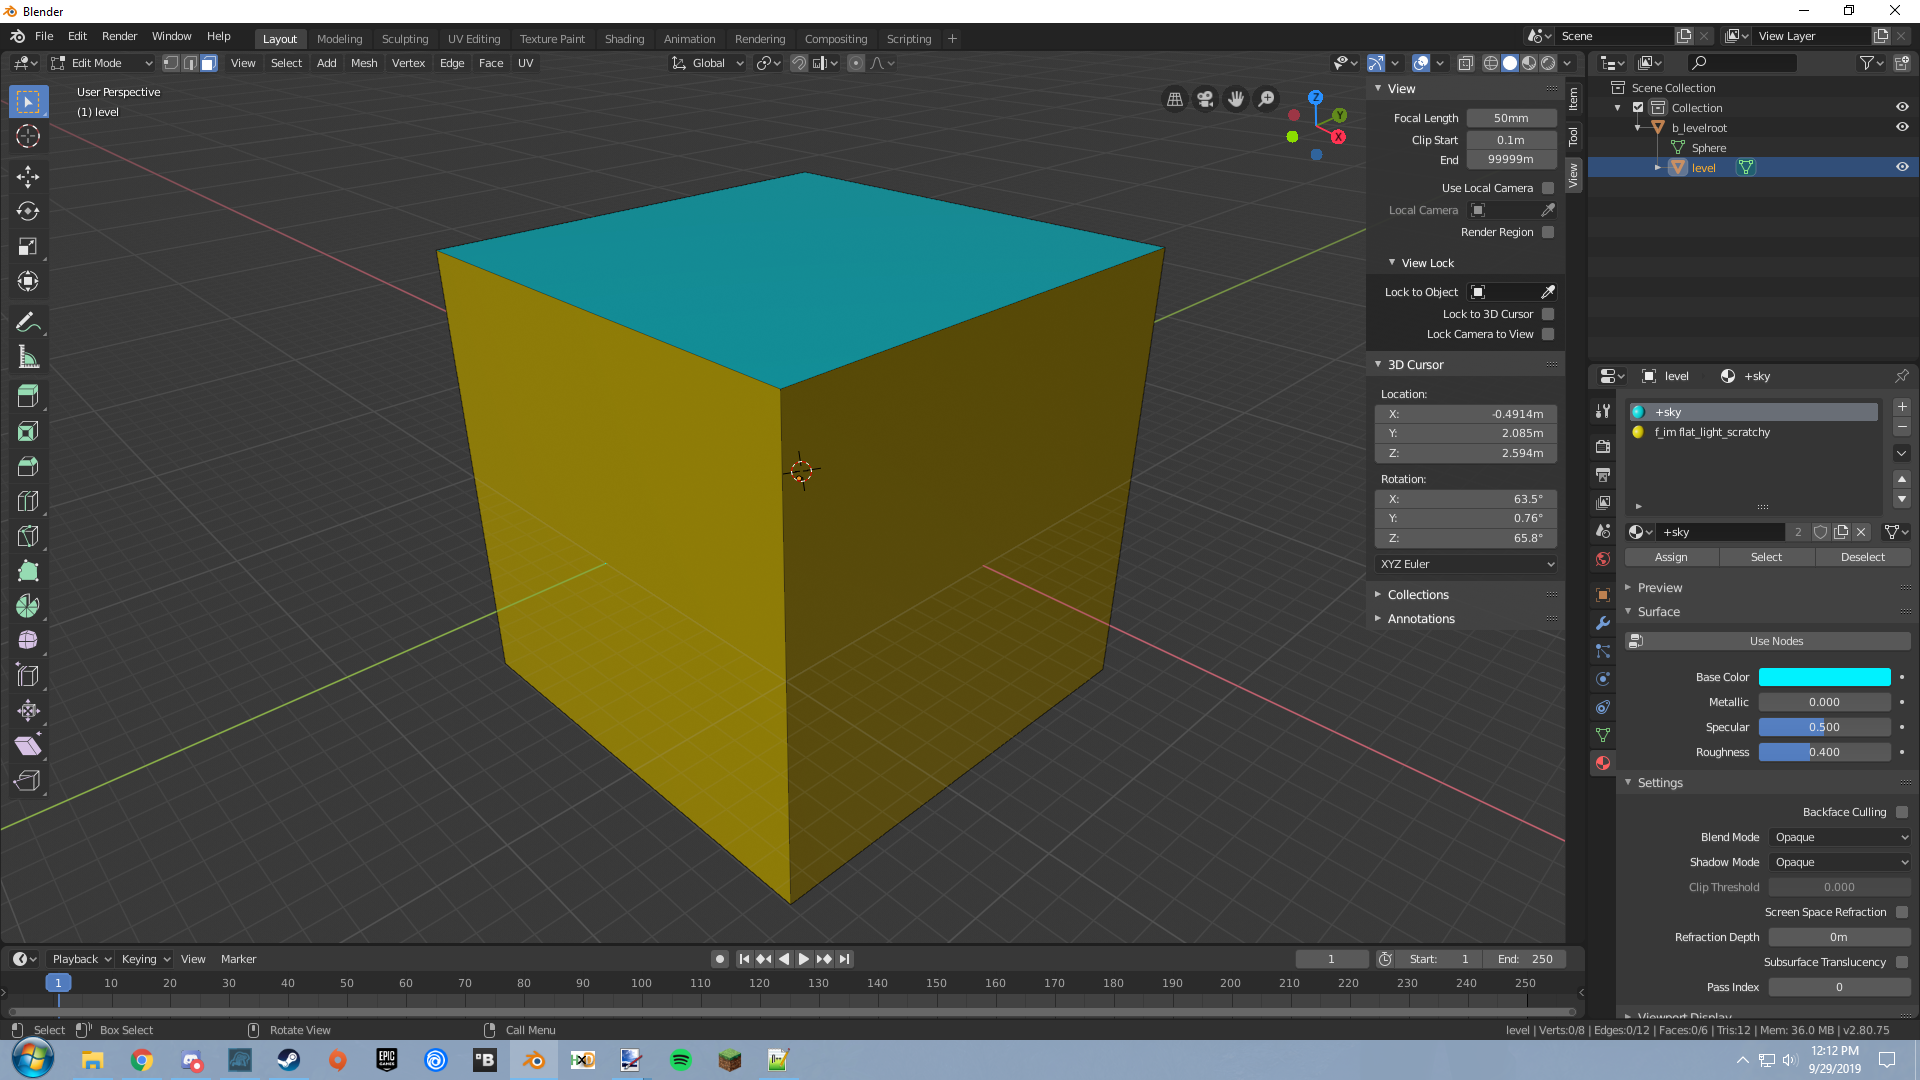 Blender
File Edit Render Window Help
Layout Modeling Sculpting UV Editing Texture Paint Shading Animation Rendering Compositing Scripting +
Scene
View Layer
Edit Mode
View Select Add Mesh Vertex Edge Face UV
Global
User Perspective
(1) level
Z
Y
X
View
Focal Length 50mm
Clip Start 0.1m
End 99999m
Use Local Camera
Local Camera
Render Region
View Lock
Lock to Object
Lock to 3D Cursor
Lock Camera to View
3D Cursor
Location:
X: -0.4914m
Y: 2.085m
Z: 2.594m
Rotation:
X: 63.5°
Y: 0.76°
Z: 65.8°
XYZ Euler
Collections
Annotations
Item
Tool
View
Scene Collection
Collection
b_levelroot
Sphere
level
level +sky
+sky
f_im flat_light_scratchy
+sky 2
Assign Select Deselect
Preview
Surface
Use Nodes
Base Color
Metallic 0.000
Specular 0.500
Roughness 0.400
Settings
Backface Culling
Blend Mode Opaque
Shadow Mode Opaque
Clip Threshold 0.000
Screen Space Refraction
Refraction Depth 0m
Subsurface Translucency
Pass Index 0
Viewport Display
Playback Keying View Marker
1
Start: 1
End: 250
1 10 20 30 40 50 60 70 80 90 100 110 120 130 140 150 160 170 180 190 200 210 220 230 240 250
Select Box Select Rotate View Call Menu
level | Verts:0/8 | Edges:0/12 | Faces:0/6 | Tris:12 | Mem: 36.0 MB | v2.80.75
EPIC GAMES
B
12:12 PM
9/29/2019